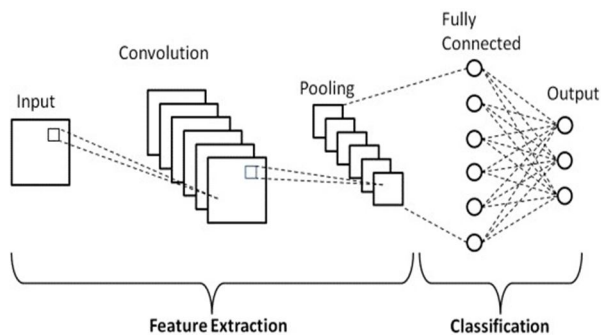 Input
Convolution
Pooling
Fully
Connected
Output
Feature Extraction
Classification